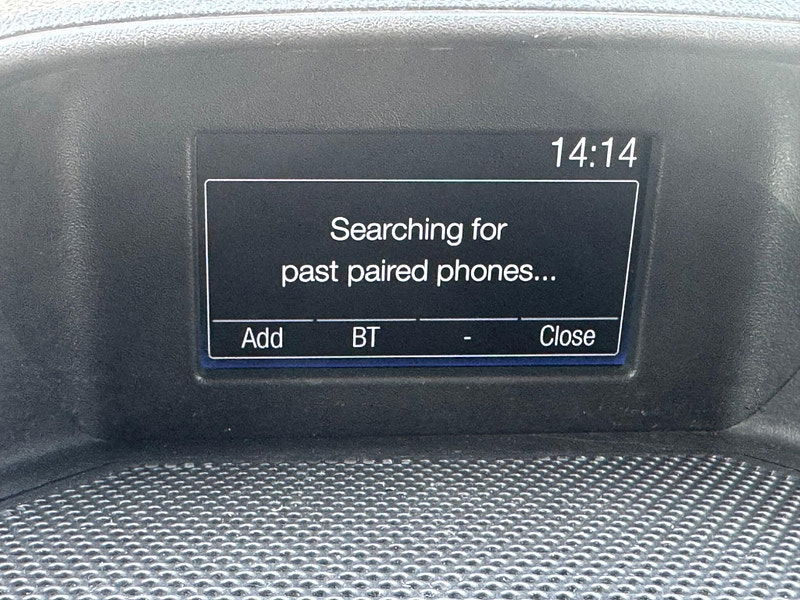 14:14
Searching for
past paired phones...
Add BT - Close